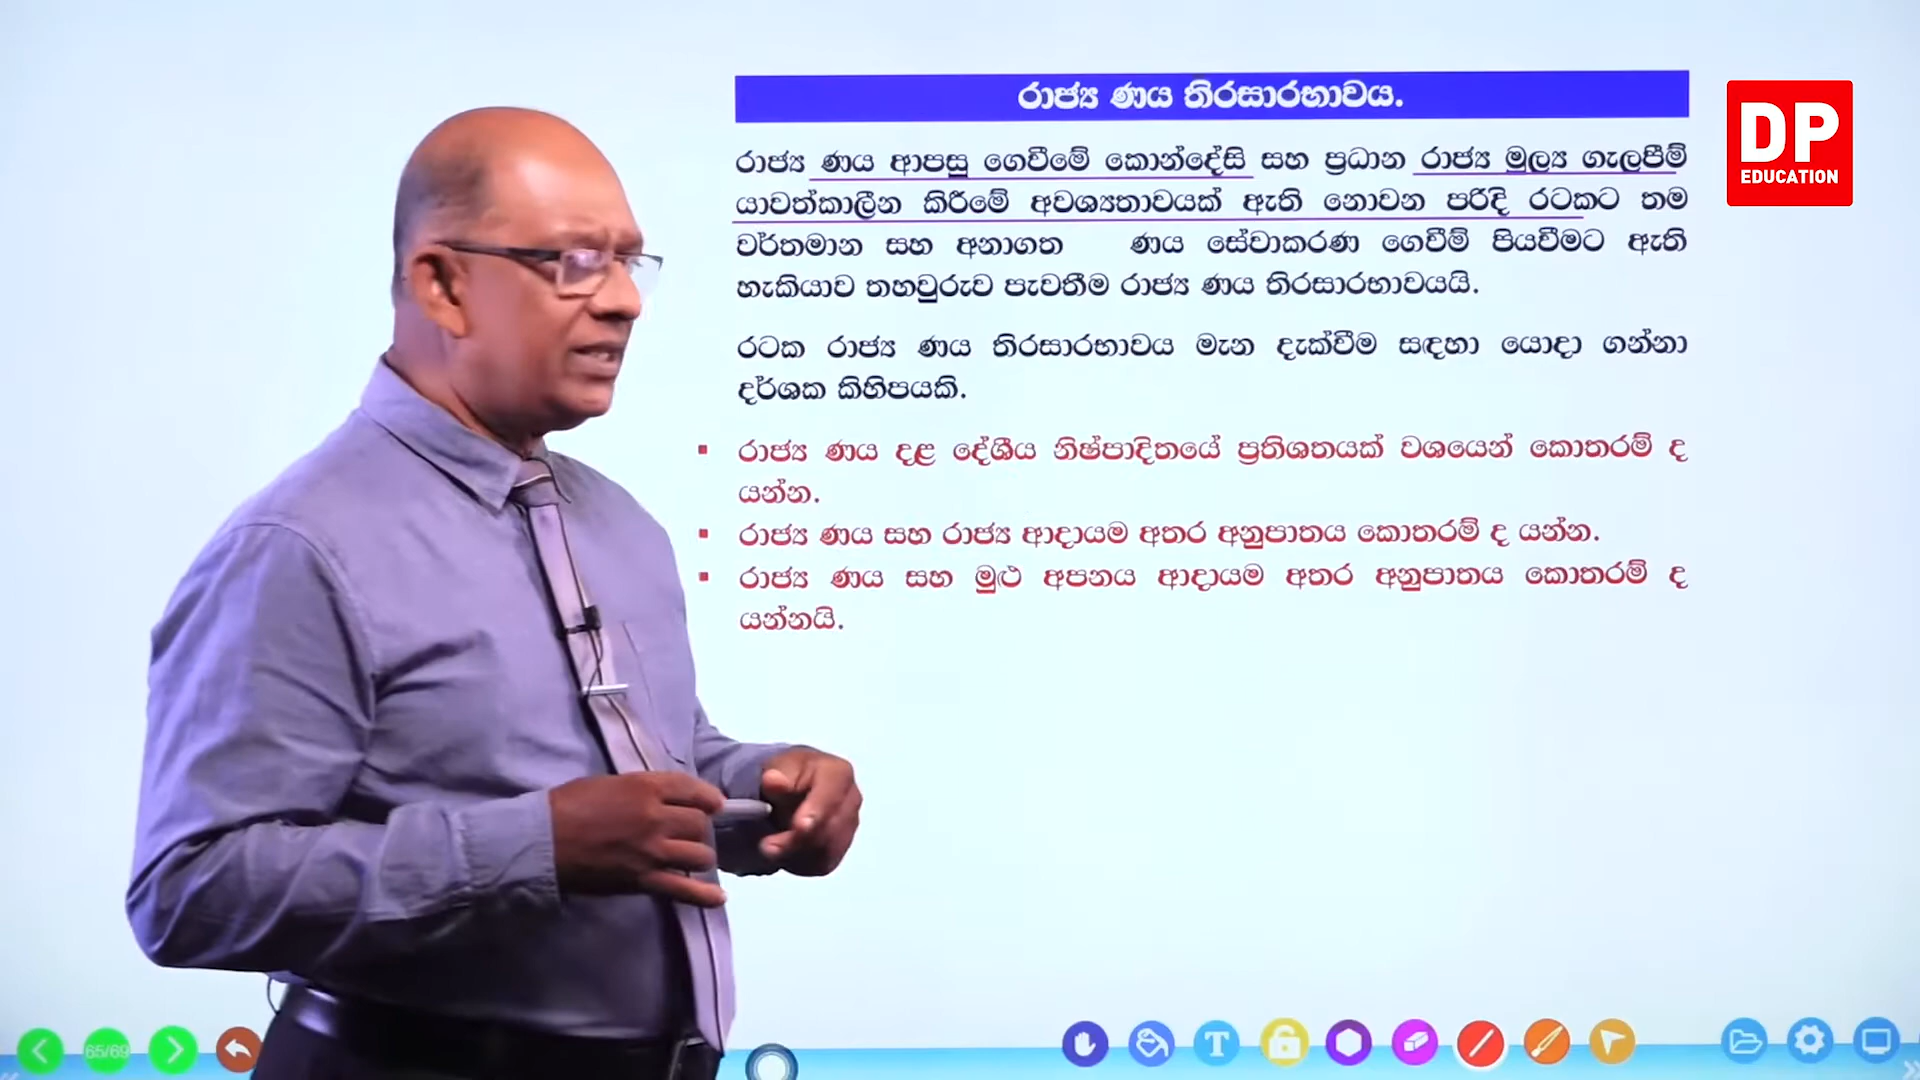 රාජ්‍ය ණය තිරසාරභාවය.
DP
EDUCATION
රාජ්‍ය ණය ආපසු ගෙවීමේ කොන්දේසි සහ ප්‍රධාන රාජ්‍ය මූල්‍ය ගැලපීම්
යාවත්කාලීන කිරීමේ අවශ්‍යතාවයක් ඇති නොවන පරිදි රටකට තම
වර්තමාන සහ අනාගත ණය සේවාකරණ ගෙවීම් පියවීමට ඇති
හැකියාව තහවුරුව පැවතීම රාජ්‍ය ණය තිරසාරභාවයයි.
රටක රාජ්‍ය ණය තිරසාරභාවය මැන දැක්වීම සඳහා යොදා ගන්නා
දර්ශක කිහිපයකි.
▪ රාජ්‍ය ණය දළ දේශීය නිෂ්පාදිතයේ ප්‍රතිශතයක් වශයෙන් කොතරම් ද
යන්න.
▪ රාජ්‍ය ණය සහ රාජ්‍ය ආදායම අතර අනුපාතය කොතරම් ද යන්න.
▪ රාජ්‍ය ණය සහ මුළු අපනය ආදායම අතර අනුපාතය කොතරම් ද
යන්නයි.
65/69